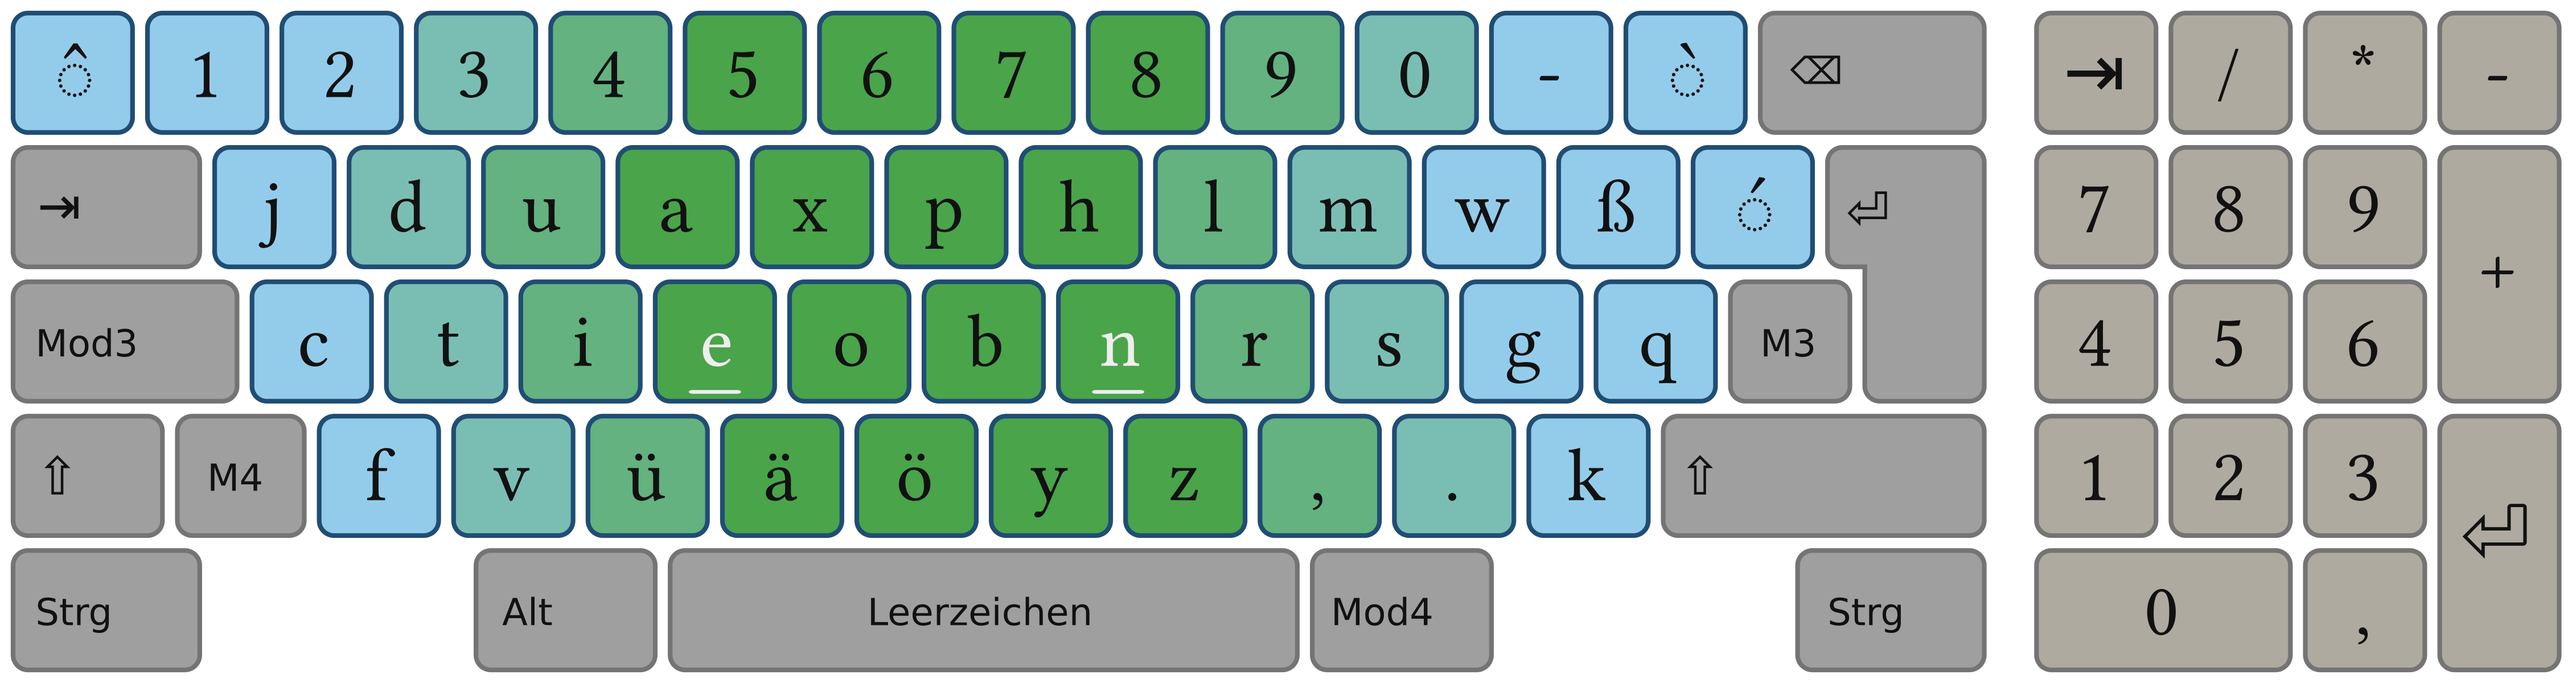 ◌̂ 1 2 3 4 5 6 7 8 9 0 - ◌̀ ⌫ ⇥ / * -
⇥ j d u a x p h l m w ß ◌́ ⏎ 7 8 9 +
Mod3 c t i e o b n r s g q M3 4 5 6
⇧ M4 f v ü ä ö y z , . k ⇧ 1 2 3 ⏎
Strg Alt Leerzeichen Mod4 Strg 0 ,